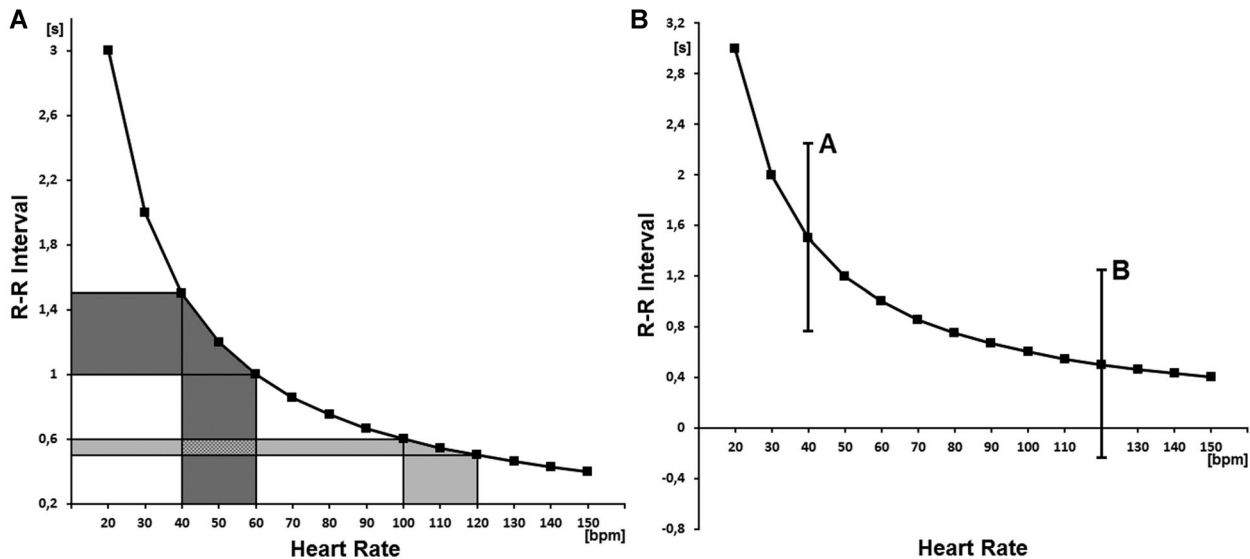 A
[s]
3
2,6
2,2
1,8
1,4
1
0,6
0,2
R-R Interval
20 30 40 50 60 70 80 90 100 110 120 130 140 150
[bpm]
Heart Rate
B
3,2
[s]
2,8
2,4
2
1,6
1,2
0,8
0,4
0
-0,4
-0,8
R-R Interval
A
B
20 30 40 50 60 70 80 90 100 110 130 140 150
[bpm]
Heart Rate